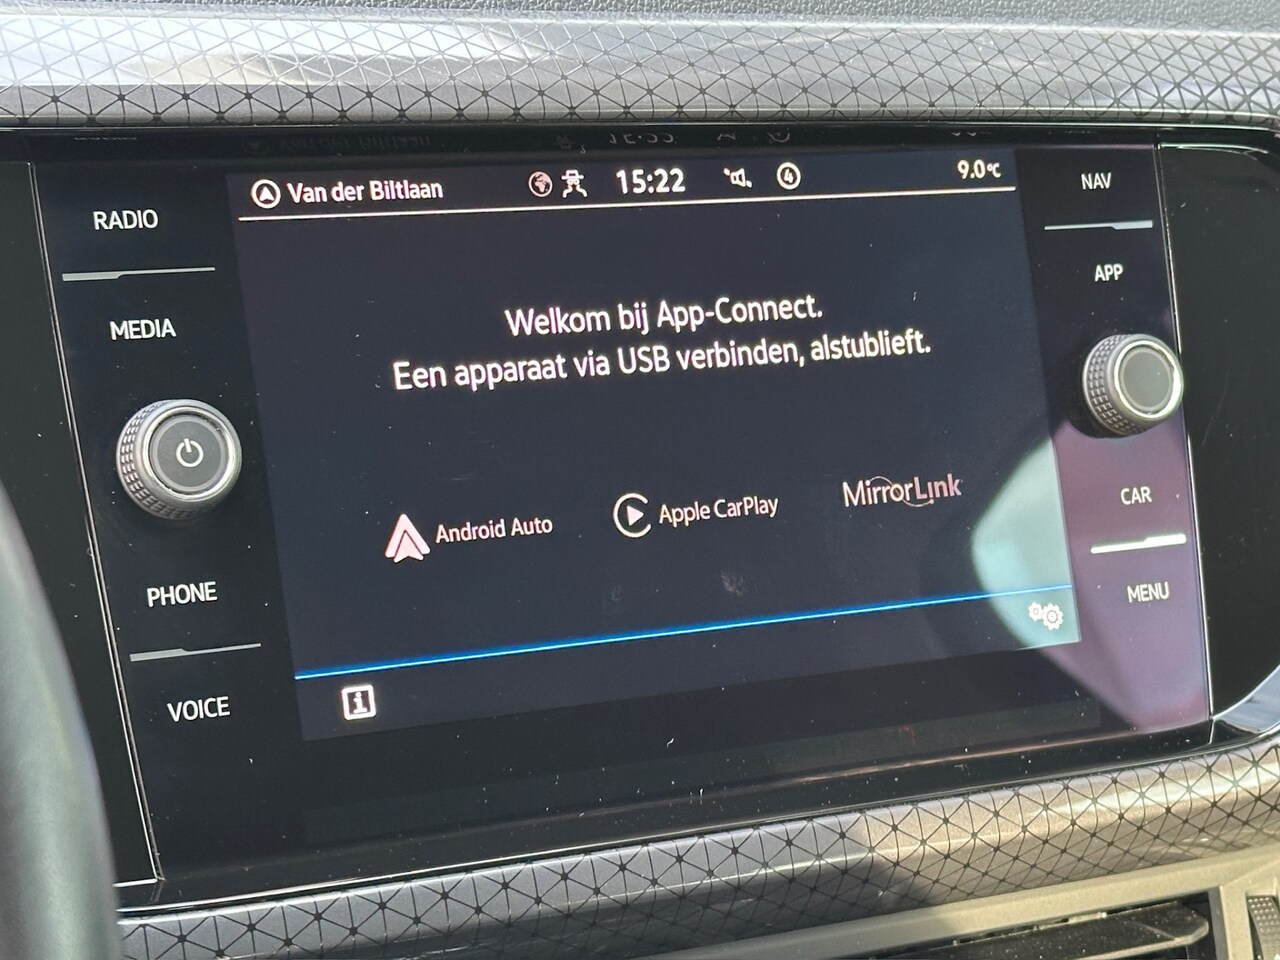 Van der Biltlaan
15:22
4
9.0°C
RADIO
MEDIA
PHONE
VOICE
Welkom bij App-Connect.
Een apparaat via USB verbinden, alstublieft.
Android Auto
Apple CarPlay
MirrorLink
i
NAV
APP
CAR
MENU